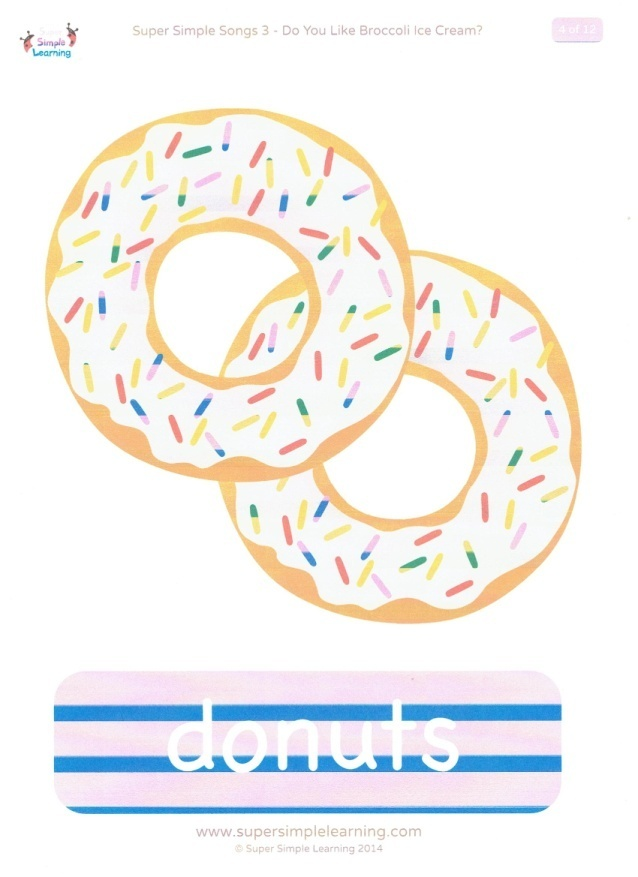 Super
Simple
Learning
Super Simple Songs 3 - Do You Like Broccoli Ice Cream?
4 of 12
donuts
www.supersimplelearning.com
© Super Simple Learning 2014